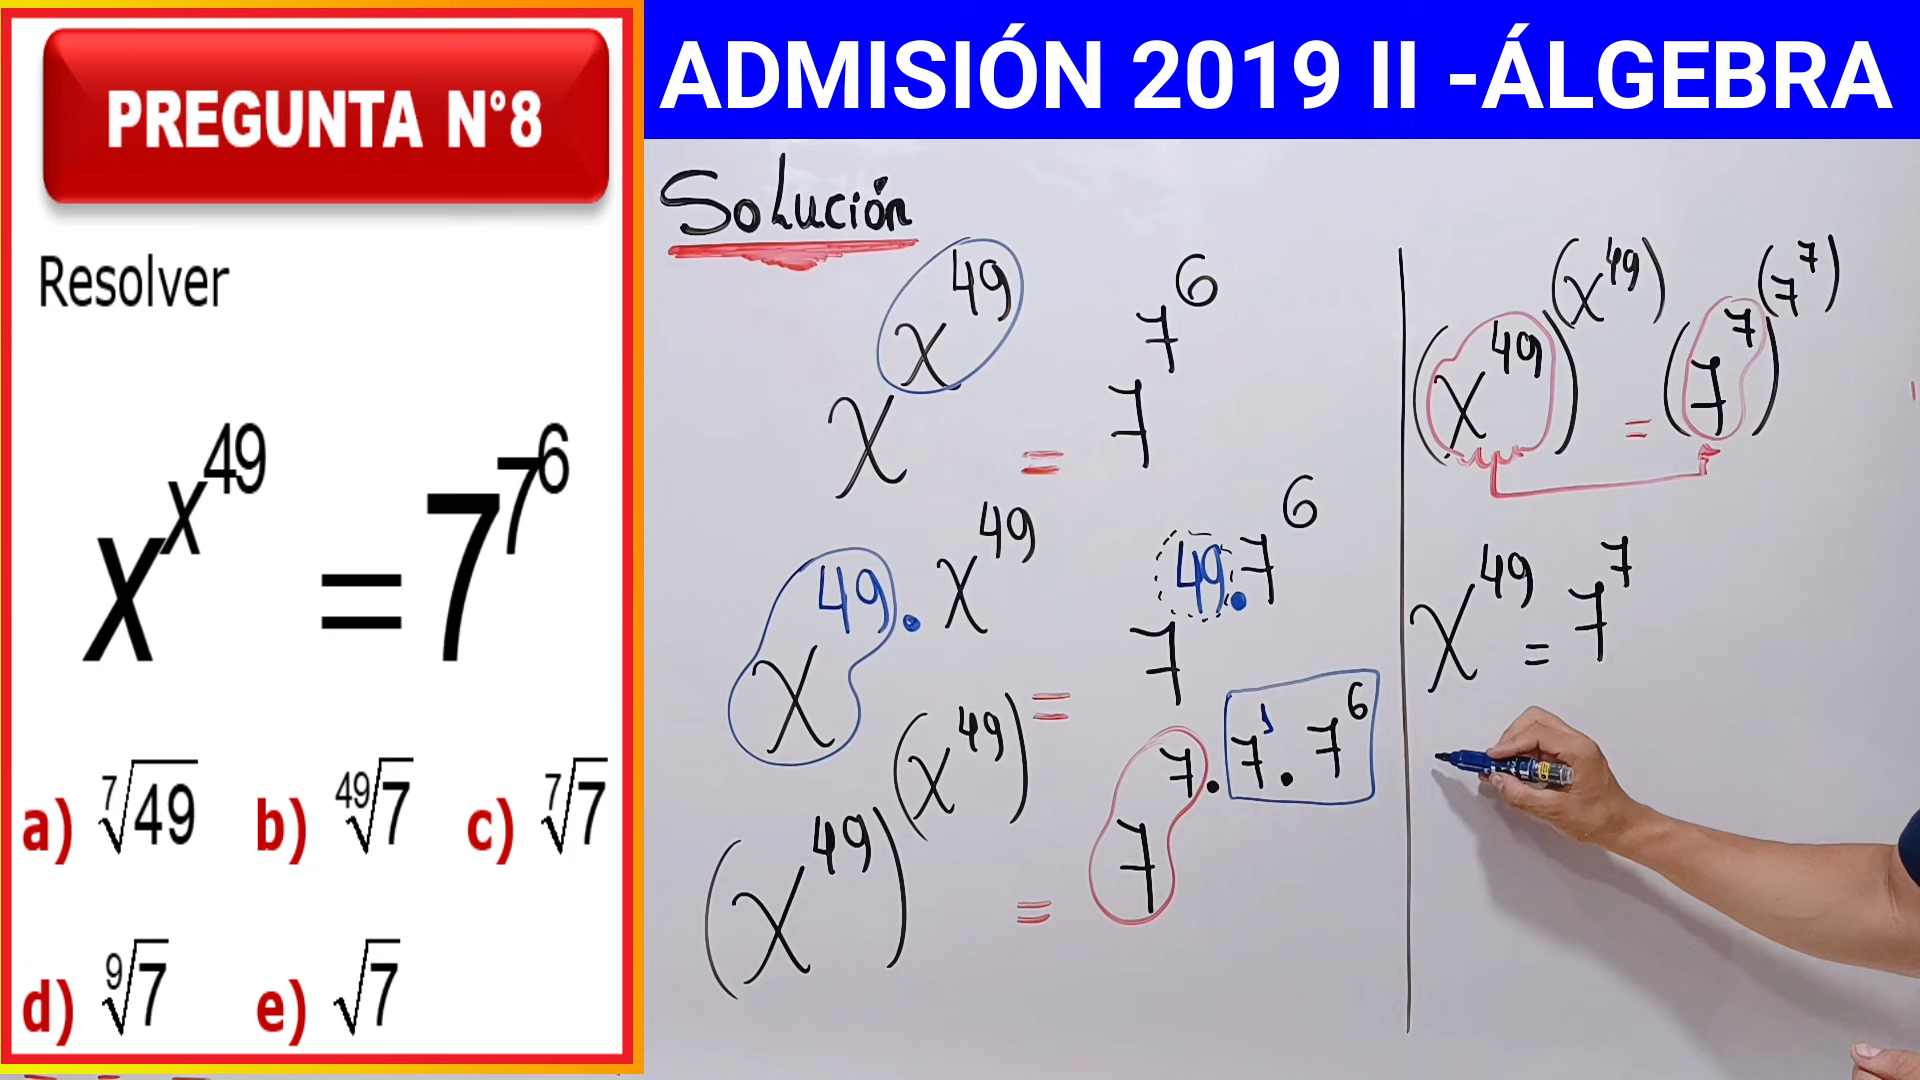 PREGUNTA N°8
Resolver
x^{x^{49}} = 7^{7^{6}}
a) ⁷√49 b) ⁴⁹√7 c) ⁷√7
d) ⁹√7 e) √7
ADMISIÓN 2019 II -ÁLGEBRA
Solución
x^{x^{49}} = 7^{7^{6}}
x^{49·x^{49}} = 7^{49·7^{6}}
(x^{49})^{(x^{49})} = 7^{7·7^{1}·7^{6}}
(x^{49})^{(x^{49})} = (7^{7})^{(7^{7})}
x^{49} = 7^{7}